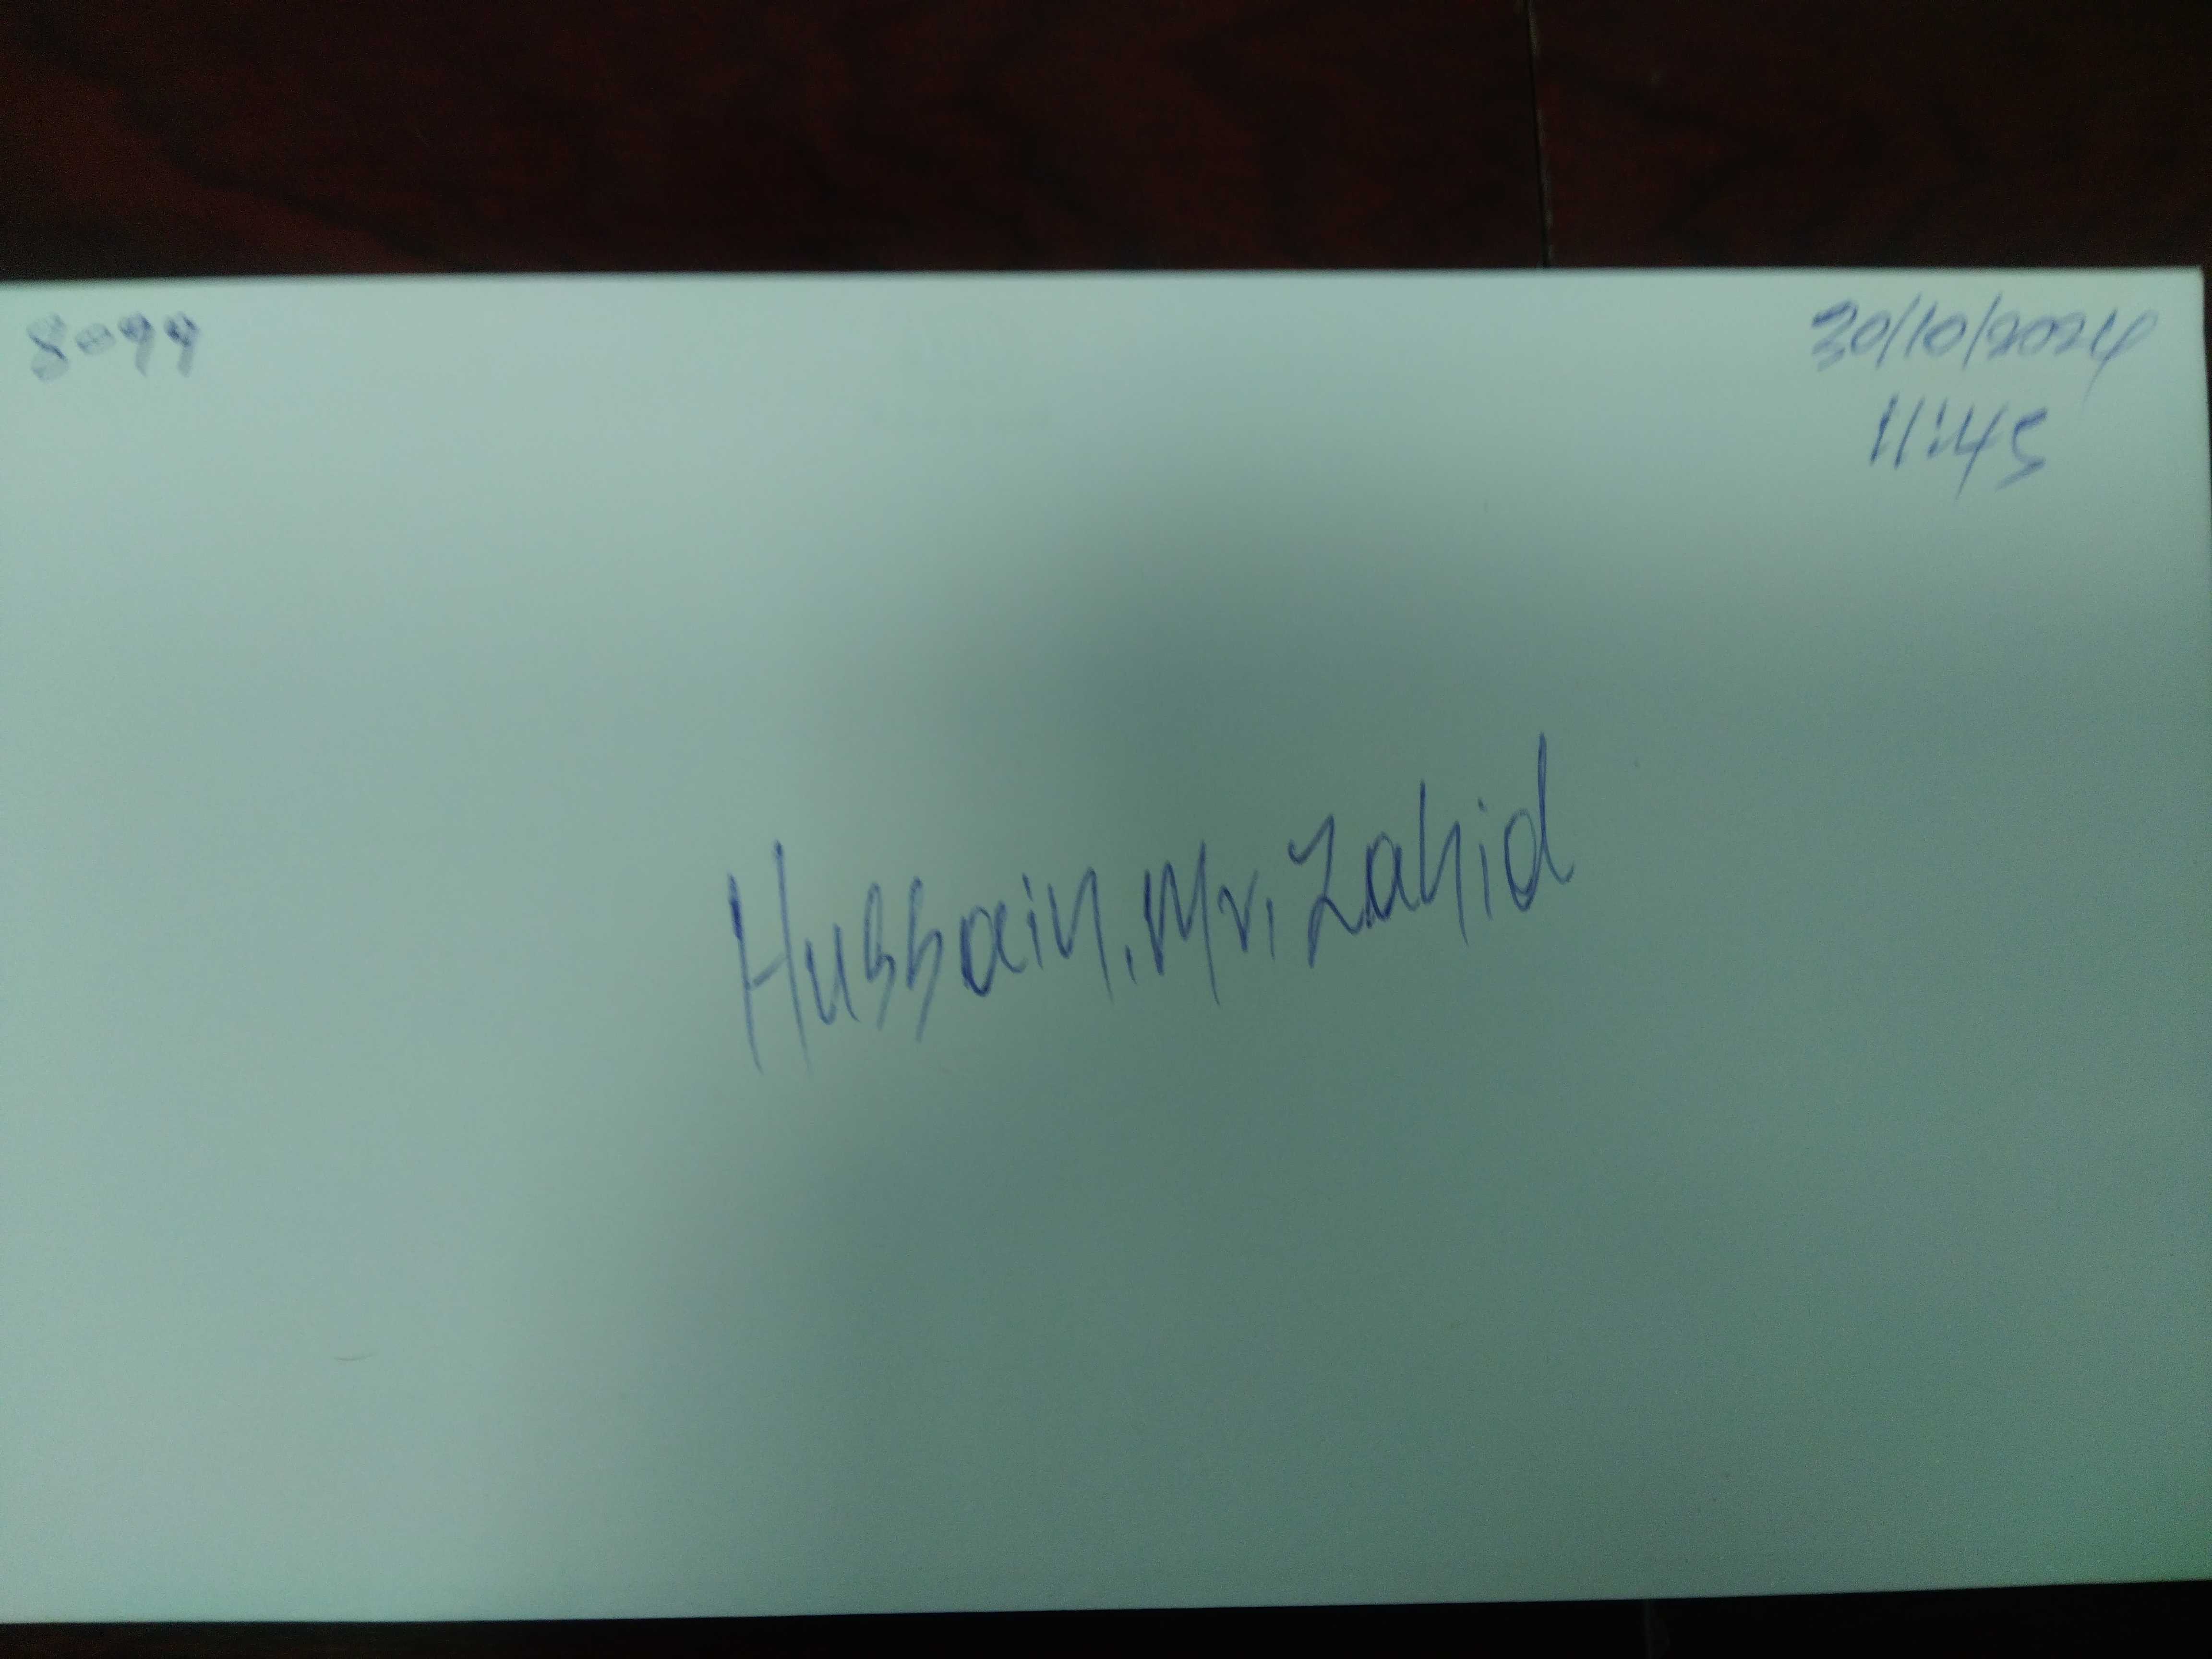 8099
30/10/2024
11:45
Hussain, Mr. Zahid